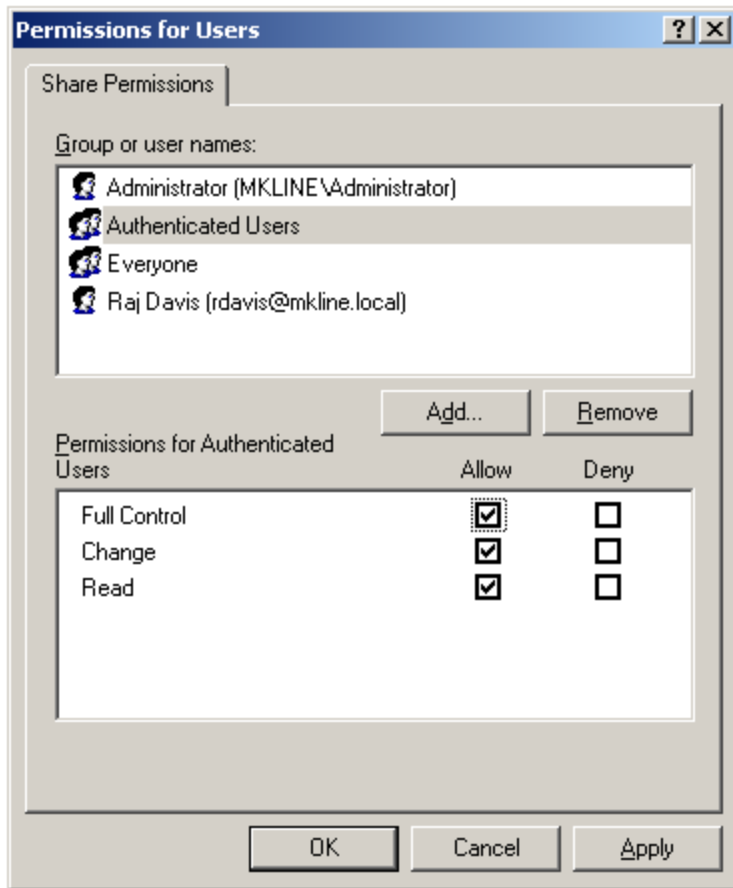 Permissions for Users
Share Permissions
Group or user names:
Administrator (MKLINE\Administrator)
Authenticated Users
Everyone
Raj Davis (rdavis@mkline.local)
Add... Remove
Permissions for Authenticated
Users Allow Deny
Full Control
Change
Read
OK Cancel Apply